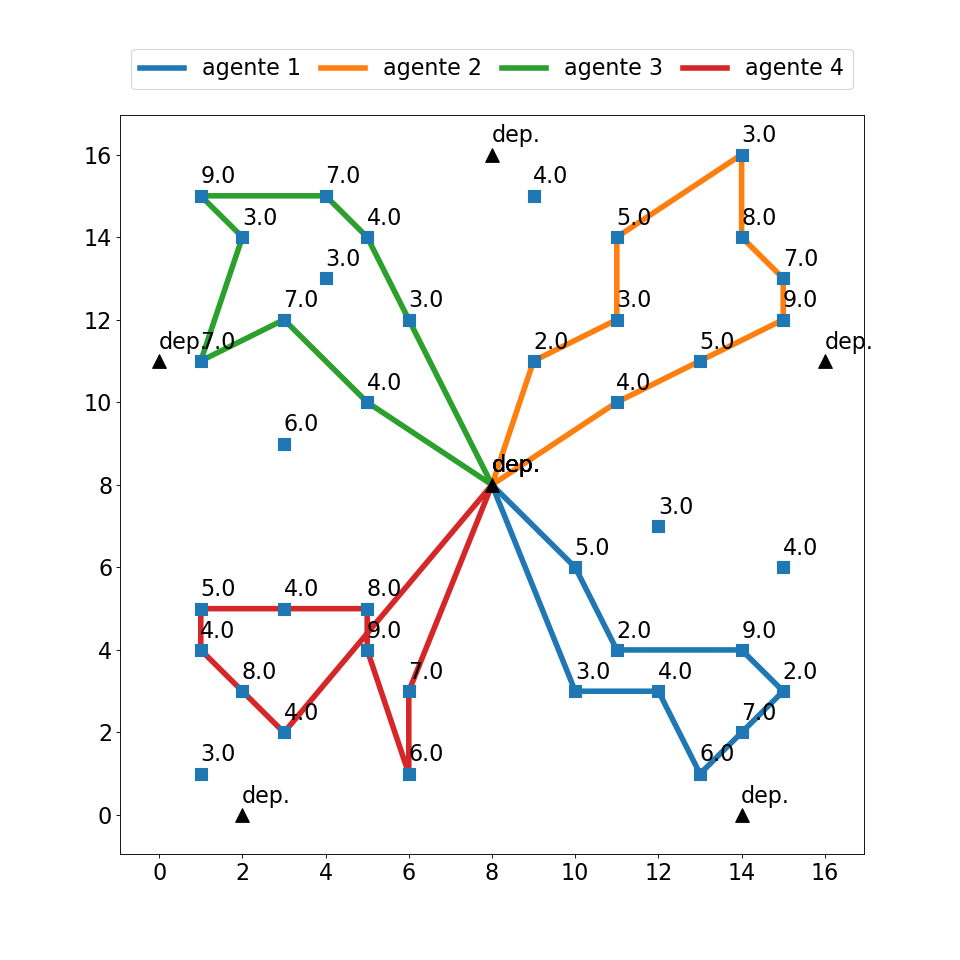 agente 1 agente 2 agente 3 agente 4
3.0
dep.
16
9.0 7.0 4.0
3.0 5.0 8.0
14 4.0
3.0 7.0
7.0 3.0 3.0 9.0
12
dep. 7.0 2.0 5.0 dep.
4.0 4.0
10
6.0
dep. dep.
8
3.0
5.0 4.0
6
5.0 4.0 8.0
4.0 9.0 2.0 9.0
4
8.0 7.0 3.0 4.0 2.0
4.0 7.0
2
3.0 6.0 6.0
dep. dep.
0
0 2 4 6 8 10 12 14 16